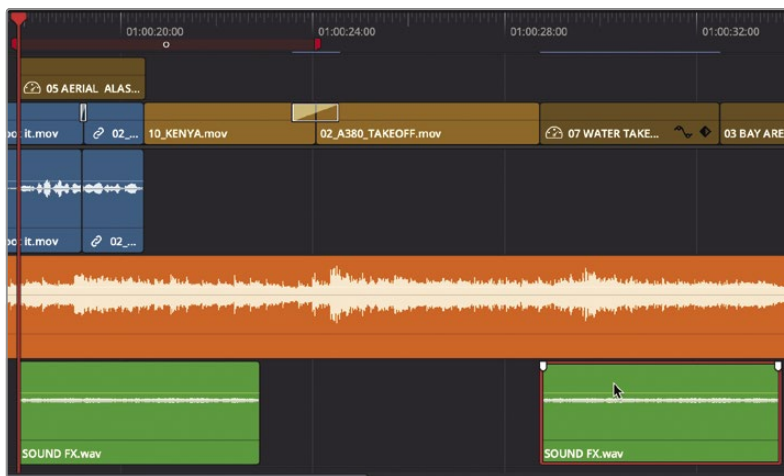 01:00:20:00 01:00:24:00 01:00:28:00 01:00:32:00
05 AERIAL ALAS...
it.mov 02_... 10_KENYA.mov 02_A380_TAKEOFF.mov 07 WATER TAKE... 03 BAY ARE
it.mov 02_...
SOUND FX.wav SOUND FX.wav